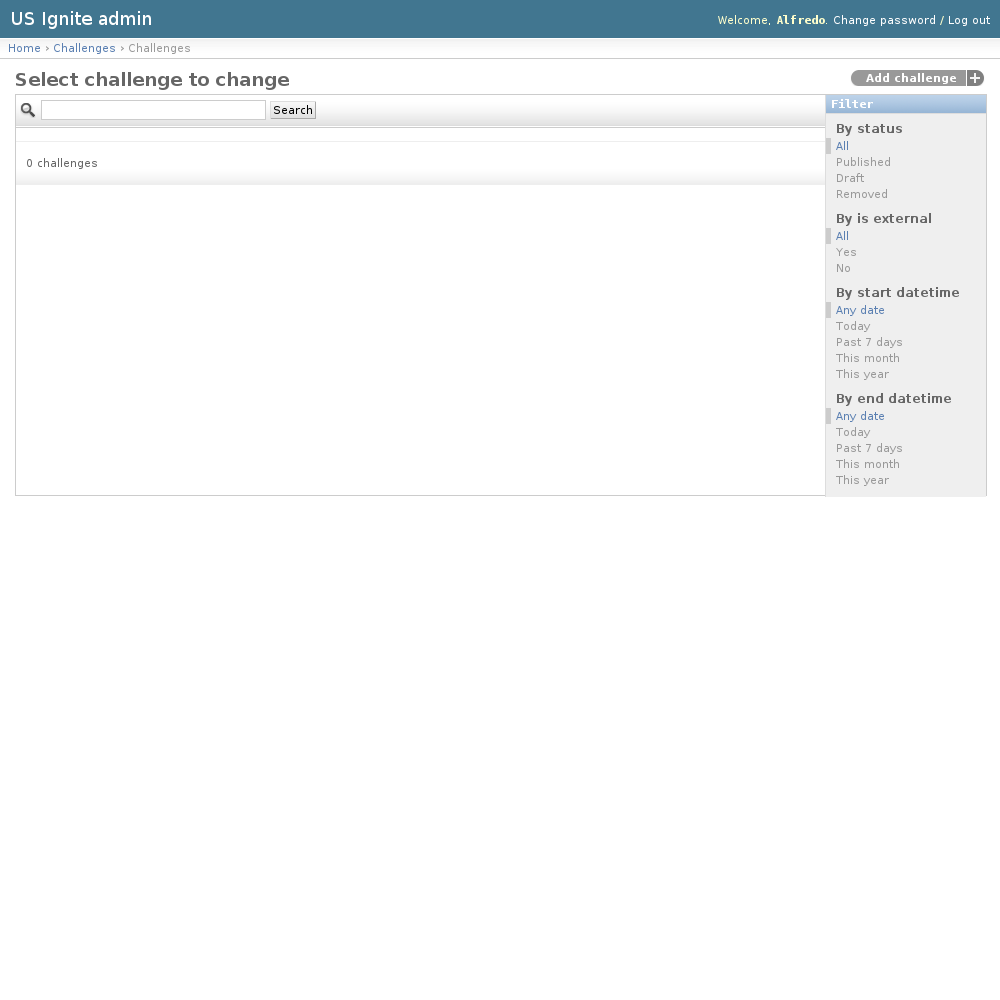 US Ignite admin
Welcome, Alfredo. Change password / Log out
Home › Challenges › Challenges
Select challenge to change
Add challenge
Search
0 challenges
Filter
By status
All
Published
Draft
Removed
By is external
All
Yes
No
By start datetime
Any date
Today
Past 7 days
This month
This year
By end datetime
Any date
Today
Past 7 days
This month
This year